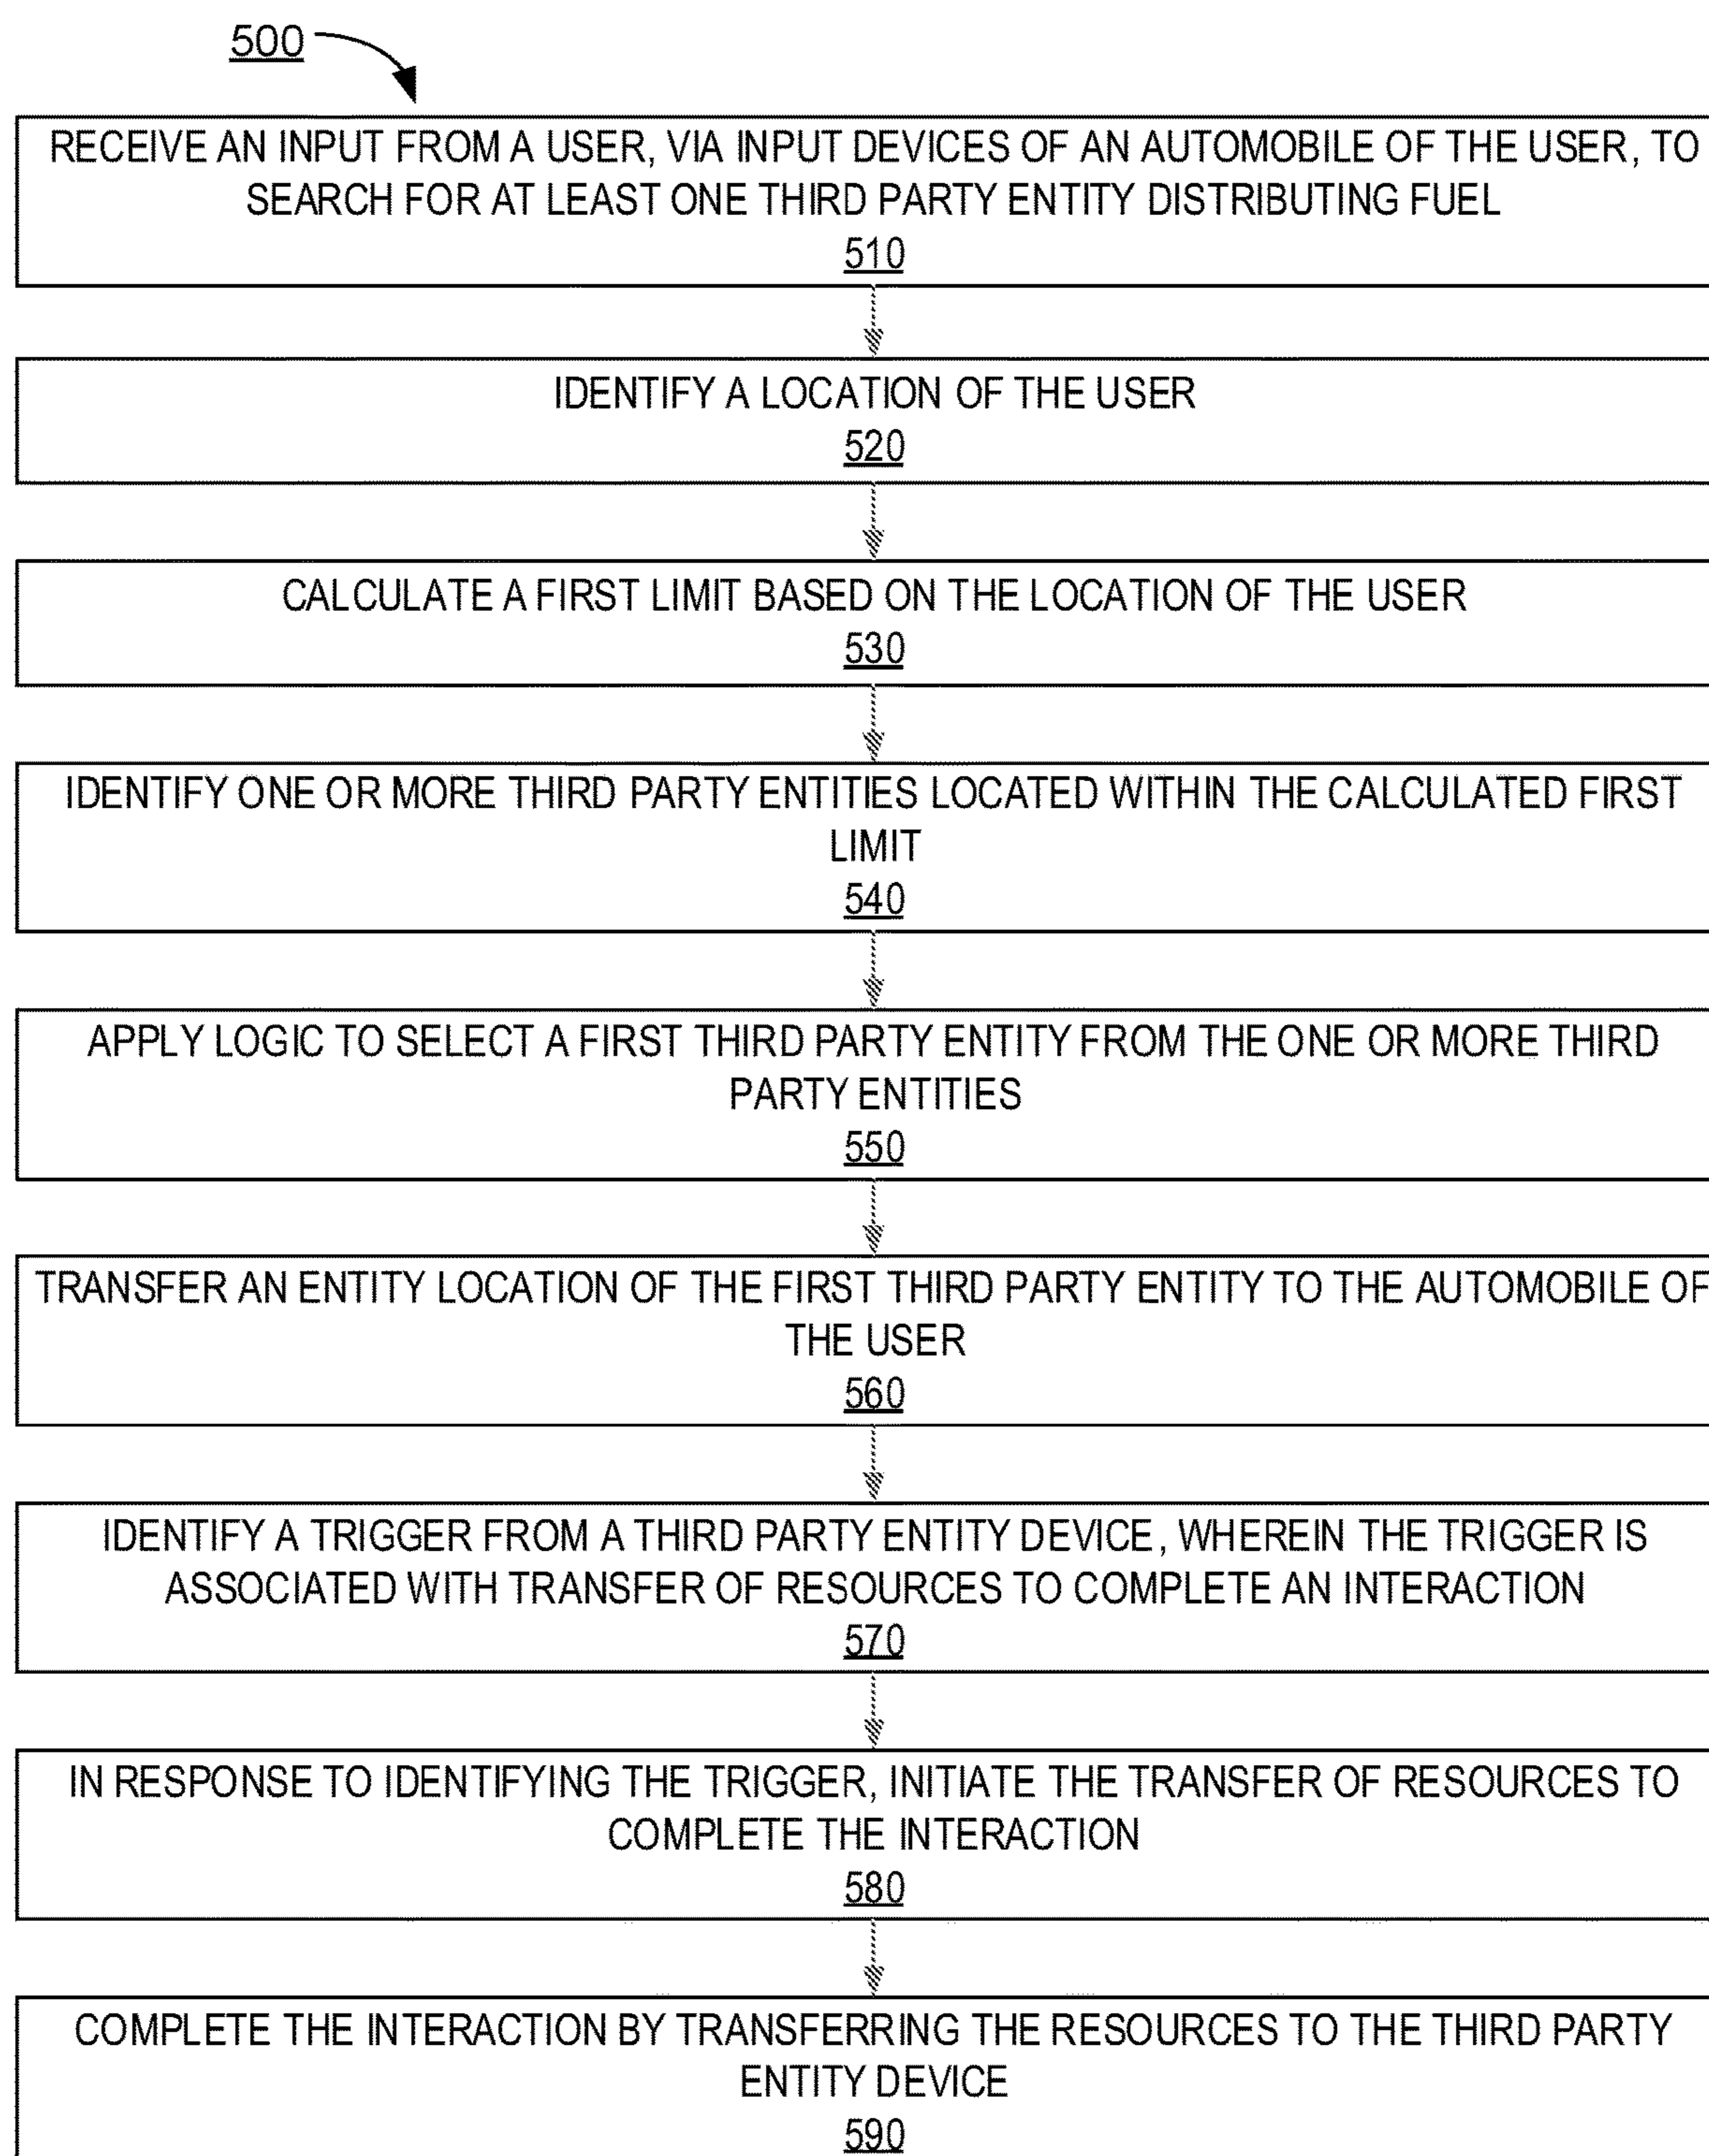 500
RECEIVE AN INPUT FROM A USER, VIA INPUT DEVICES OF AN AUTOMOBILE OF THE USER, TO
SEARCH FOR AT LEAST ONE THIRD PARTY ENTITY DISTRIBUTING FUEL
510
IDENTIFY A LOCATION OF THE USER
520
CALCULATE A FIRST LIMIT BASED ON THE LOCATION OF THE USER
530
IDENTIFY ONE OR MORE THIRD PARTY ENTITIES LOCATED WITHIN THE CALCULATED FIRST
LIMIT
540
APPLY LOGIC TO SELECT A FIRST THIRD PARTY ENTITY FROM THE ONE OR MORE THIRD
PARTY ENTITIES
550
TRANSFER AN ENTITY LOCATION OF THE FIRST THIRD PARTY ENTITY TO THE AUTOMOBILE OF
THE USER
560
IDENTIFY A TRIGGER FROM A THIRD PARTY ENTITY DEVICE, WHEREIN THE TRIGGER IS
ASSOCIATED WITH TRANSFER OF RESOURCES TO COMPLETE AN INTERACTION
570
IN RESPONSE TO IDENTIFYING THE TRIGGER, INITIATE THE TRANSFER OF RESOURCES TO
COMPLETE THE INTERACTION
580
COMPLETE THE INTERACTION BY TRANSFERRING THE RESOURCES TO THE THIRD PARTY
ENTITY DEVICE
590